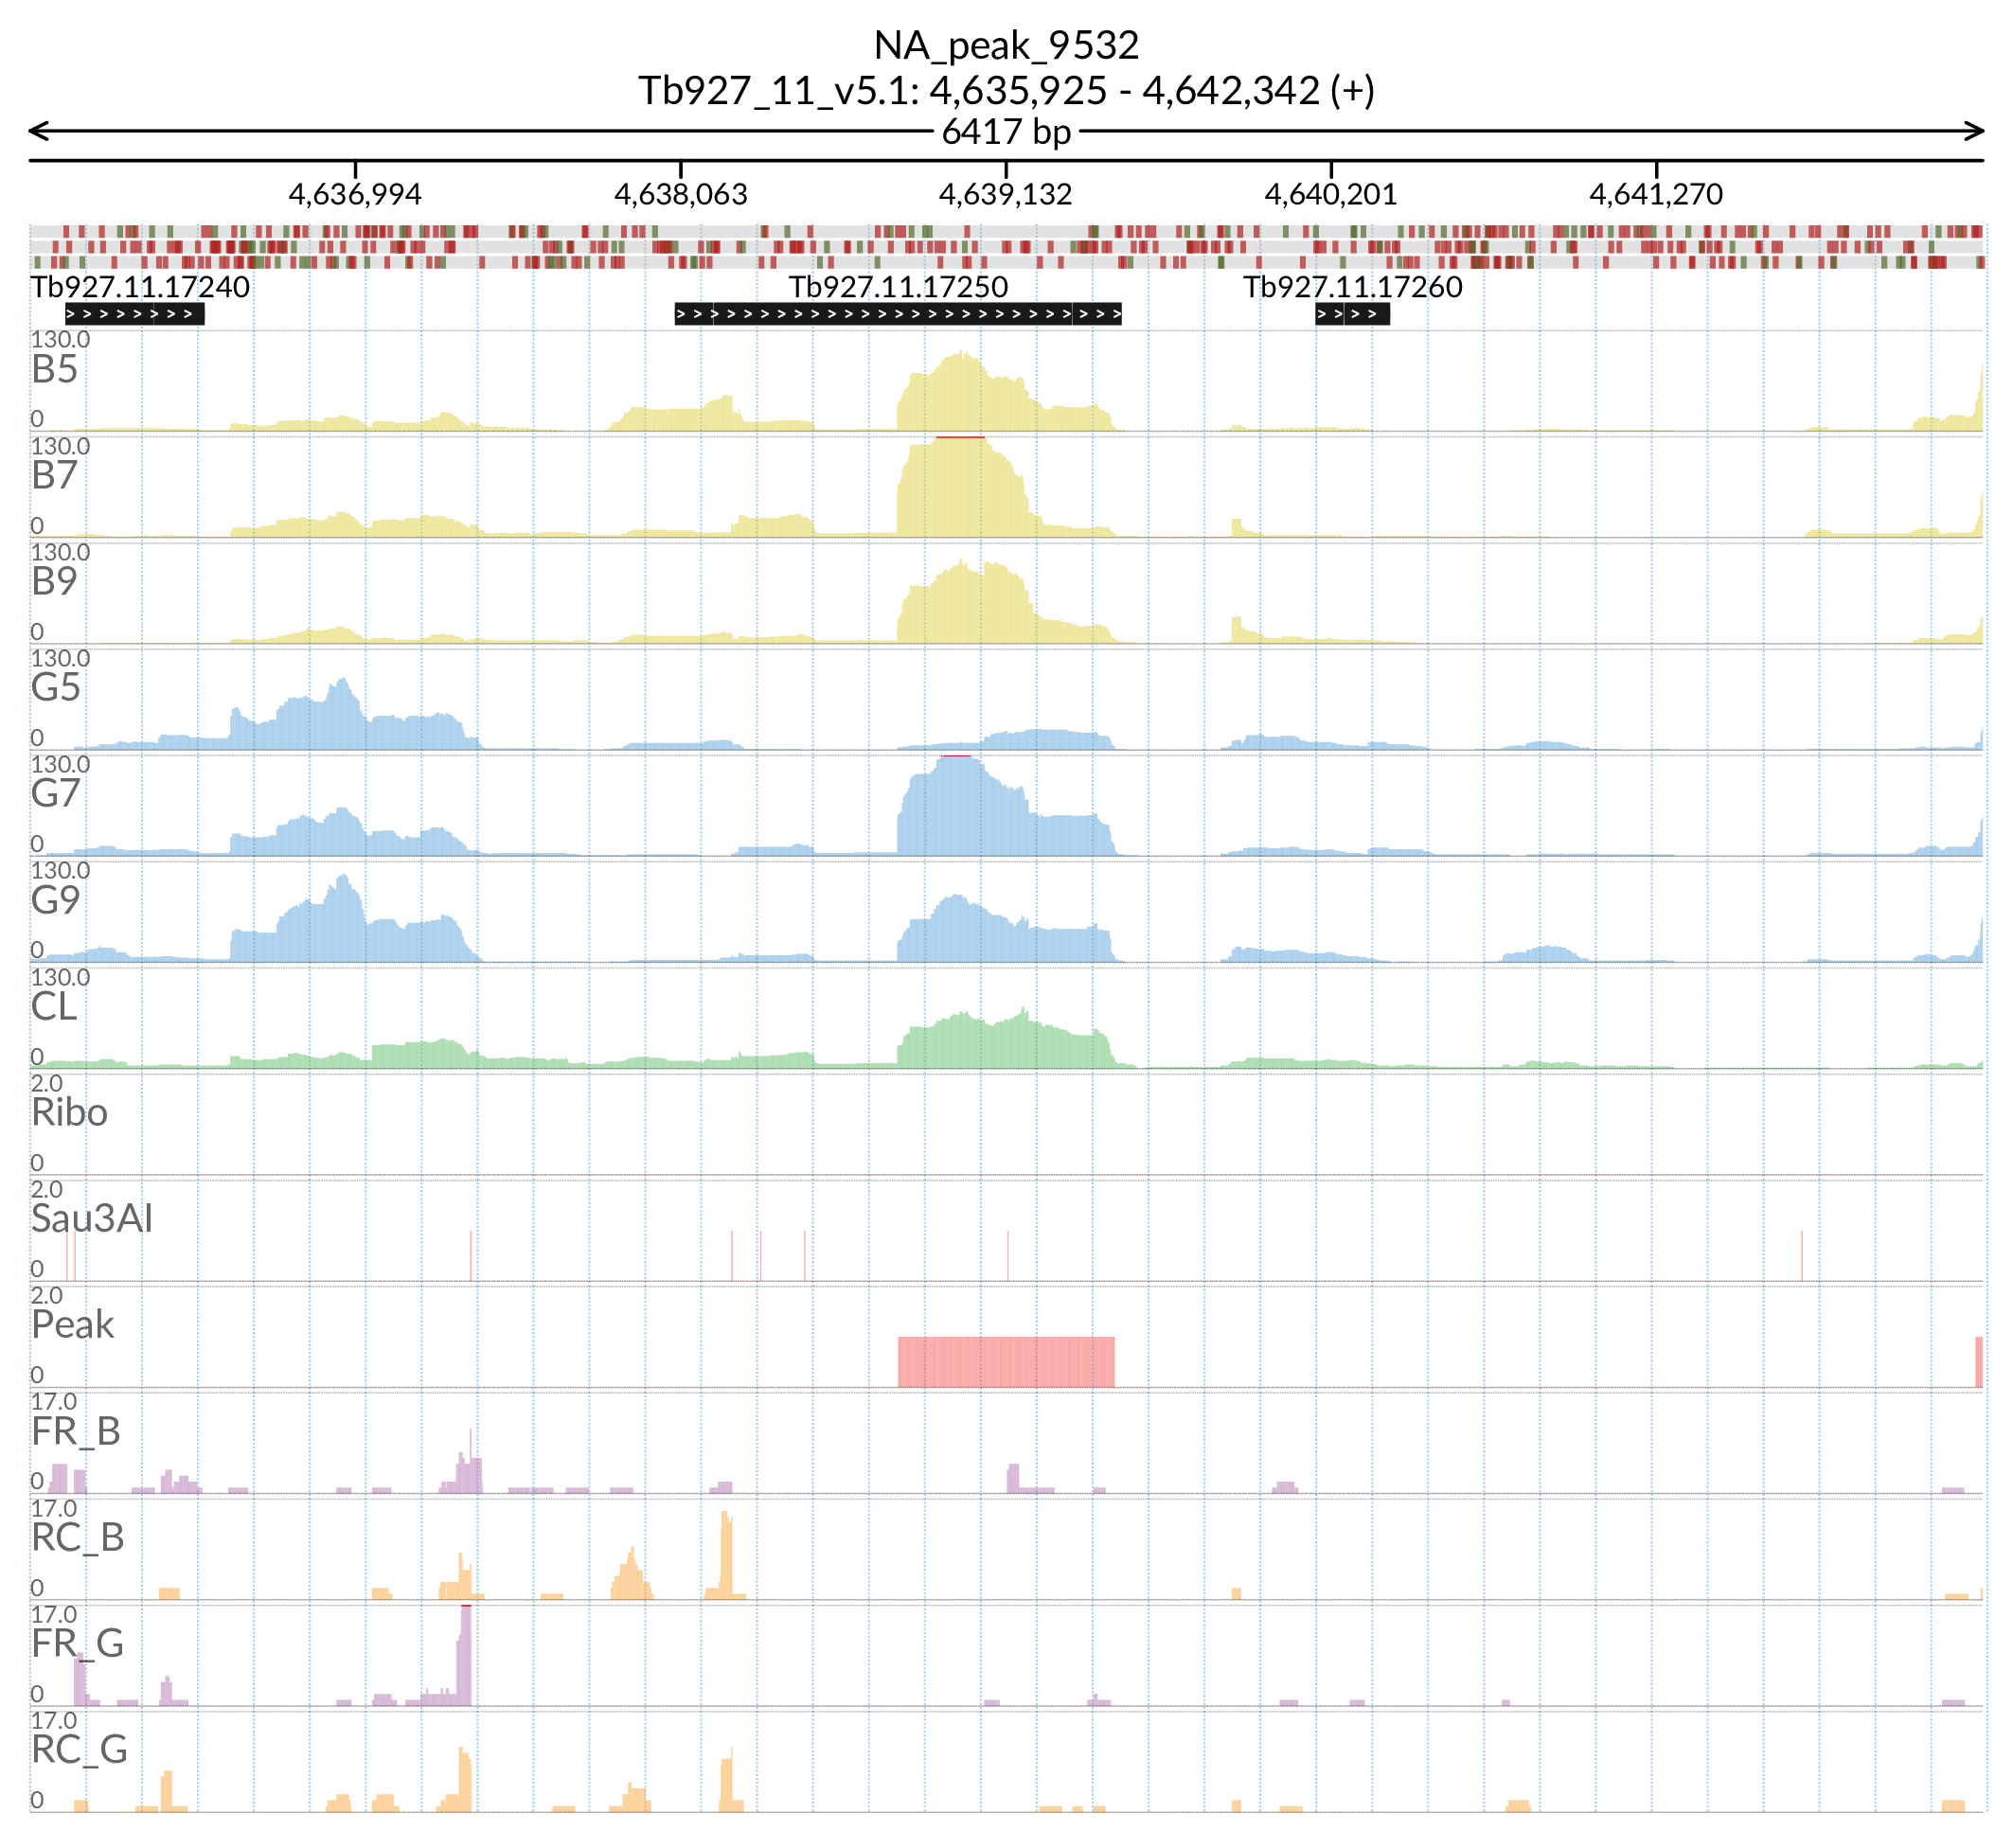 NA_peak_9532
Tb927_11_v5.1: 4,635,925 - 4,642,342 (+)
6417 bp
4,636,994 4,638,063 4,639,132 4,640,201 4,641,270
Tb927.11.17240 Tb927.11.17250 Tb927.11.17260
130.0
B5
0
130.0
B7
0
130.0
B9
0
130.0
G5
0
130.0
G7
0
130.0
G9
0
130.0
CL
0
2.0
Ribo
0
2.0
Sau3AI
0
2.0
Peak
0
17.0
FR_B
0
17.0
RC_B
0
17.0
FR_G
0
17.0
RC_G
0